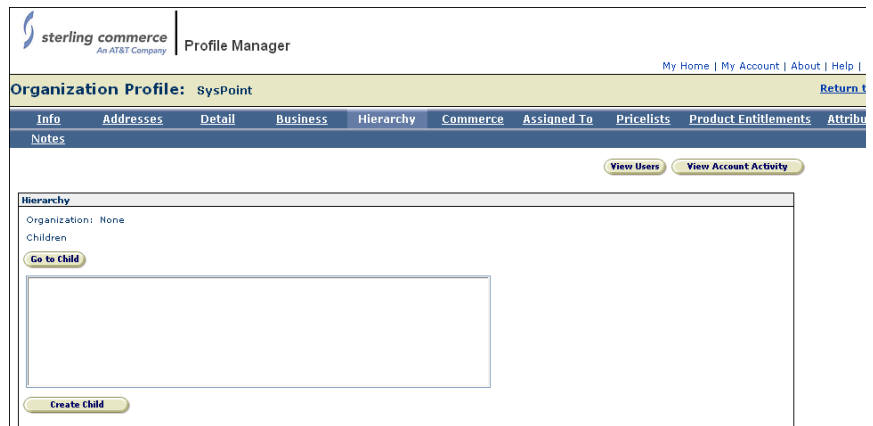 sterling commerce
An AT&T Company
Profile Manager
My Home | My Account | About | Help |
Organization Profile: SysPoint
Return t
Info Addresses Detail Business Hierarchy Commerce Assigned To Pricelists Product Entitlements Attribu
Notes
View Users View Account Activity
Hierarchy
Organization: None
Children
Go to Child
Create Child